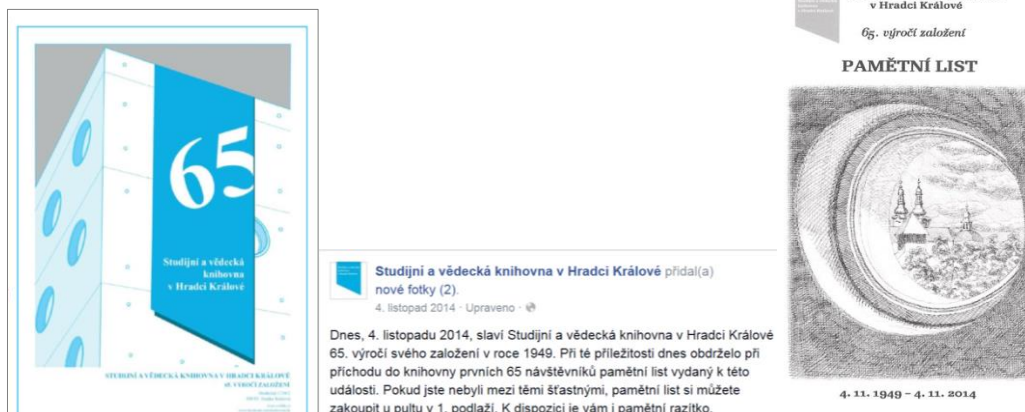 65
Studijní a vědecká
knihovna
v Hradci Králové
STUDIJNÍ A VĚDECKÁ KNIHOVNA V HRADCI KRÁLOVÉ
65. VÝROČÍ ZALOŽENÍ
Studijní a vědecká knihovna v Hradci Králové přidal(a)
nové fotky (2).
4. listopad 2014 · Upraveno ·
Dnes, 4. listopadu 2014, slaví Studijní a vědecká knihovna v Hradci Králové
65. výročí svého založení v roce 1949. Při té příležitosti dnes obdrželo při
příchodu do knihovny prvních 65 návštěvníků pamětní list vydaný k této
události. Pokud jste nebyli mezi těmi šťastnými, pamětní list si můžete
zakoupit u pultu v 1. podlaží. K dispozici je vám i pamětní razítko.
v Hradci Králové
65. výročí založení
PAMĚTNÍ LIST
4. 11. 1949 – 4. 11. 2014